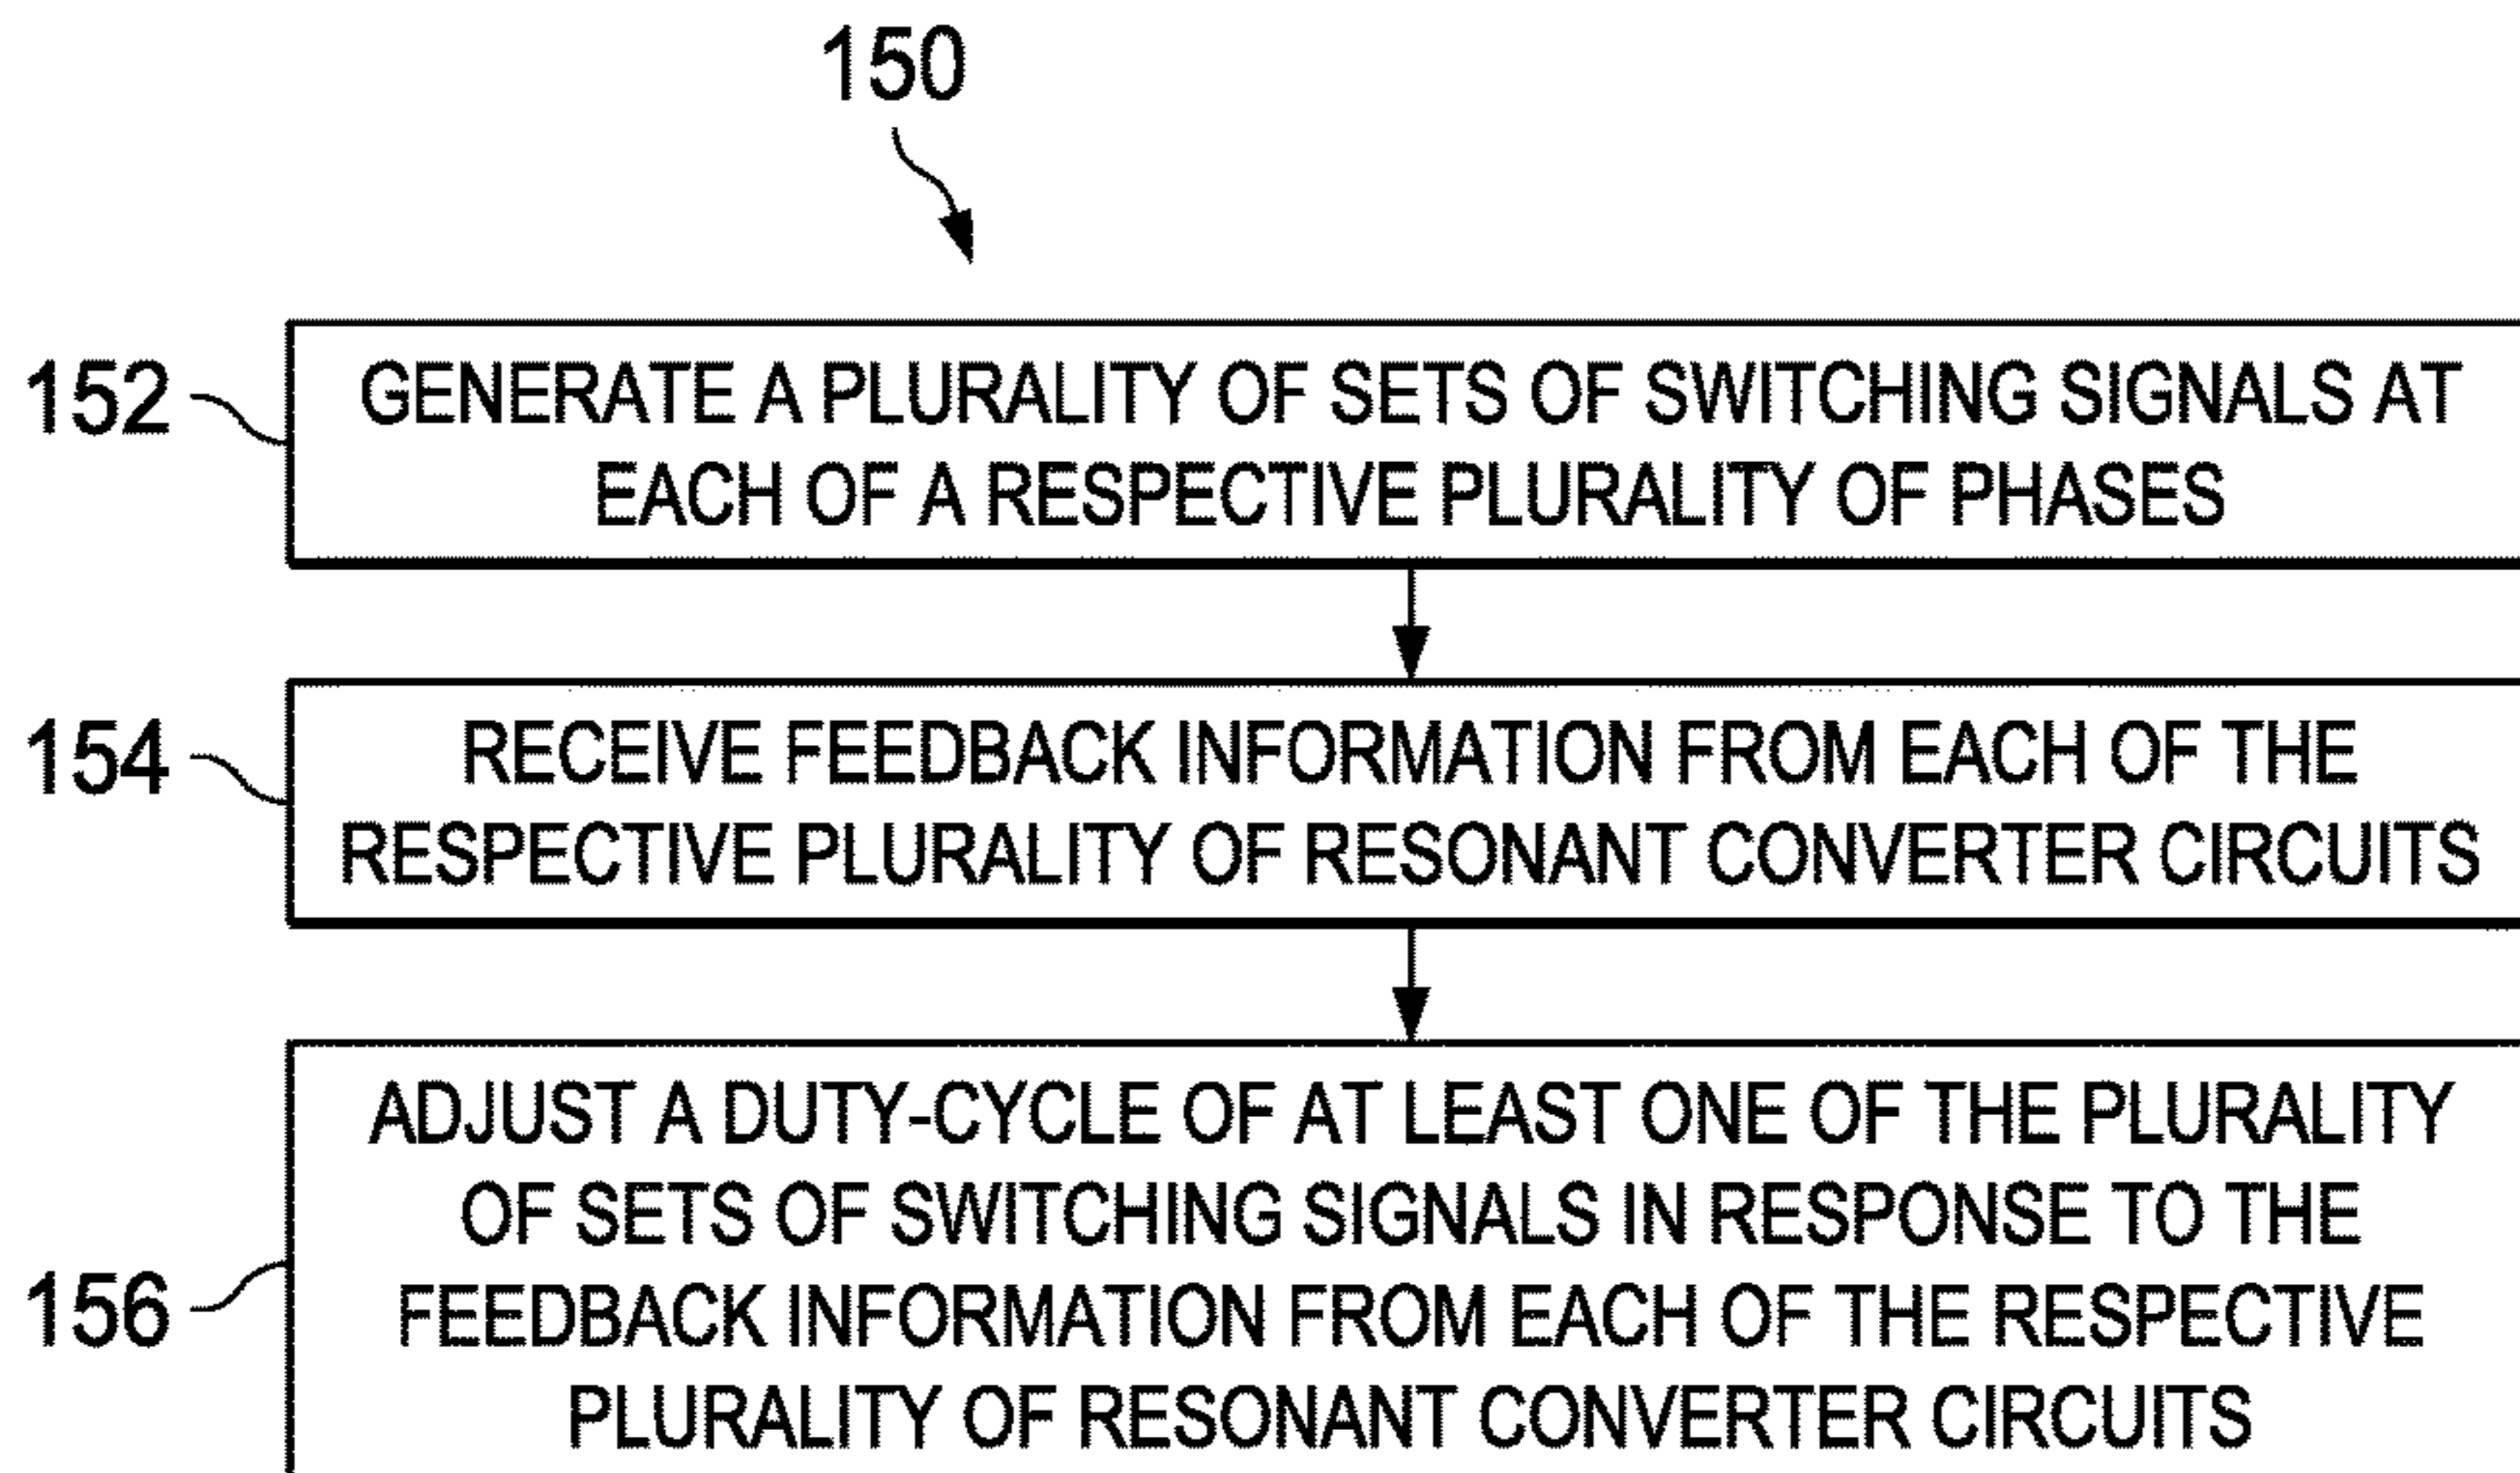 150
152
GENERATE A PLURALITY OF SETS OF SWITCHING SIGNALS AT
EACH OF A RESPECTIVE PLURALITY OF PHASES
154
RECEIVE FEEDBACK INFORMATION FROM EACH OF THE
RESPECTIVE PLURALITY OF RESONANT CONVERTER CIRCUITS
156
ADJUST A DUTY-CYCLE OF AT LEAST ONE OF THE PLURALITY
OF SETS OF SWITCHING SIGNALS IN RESPONSE TO THE
FEEDBACK INFORMATION FROM EACH OF THE RESPECTIVE
PLURALITY OF RESONANT CONVERTER CIRCUITS